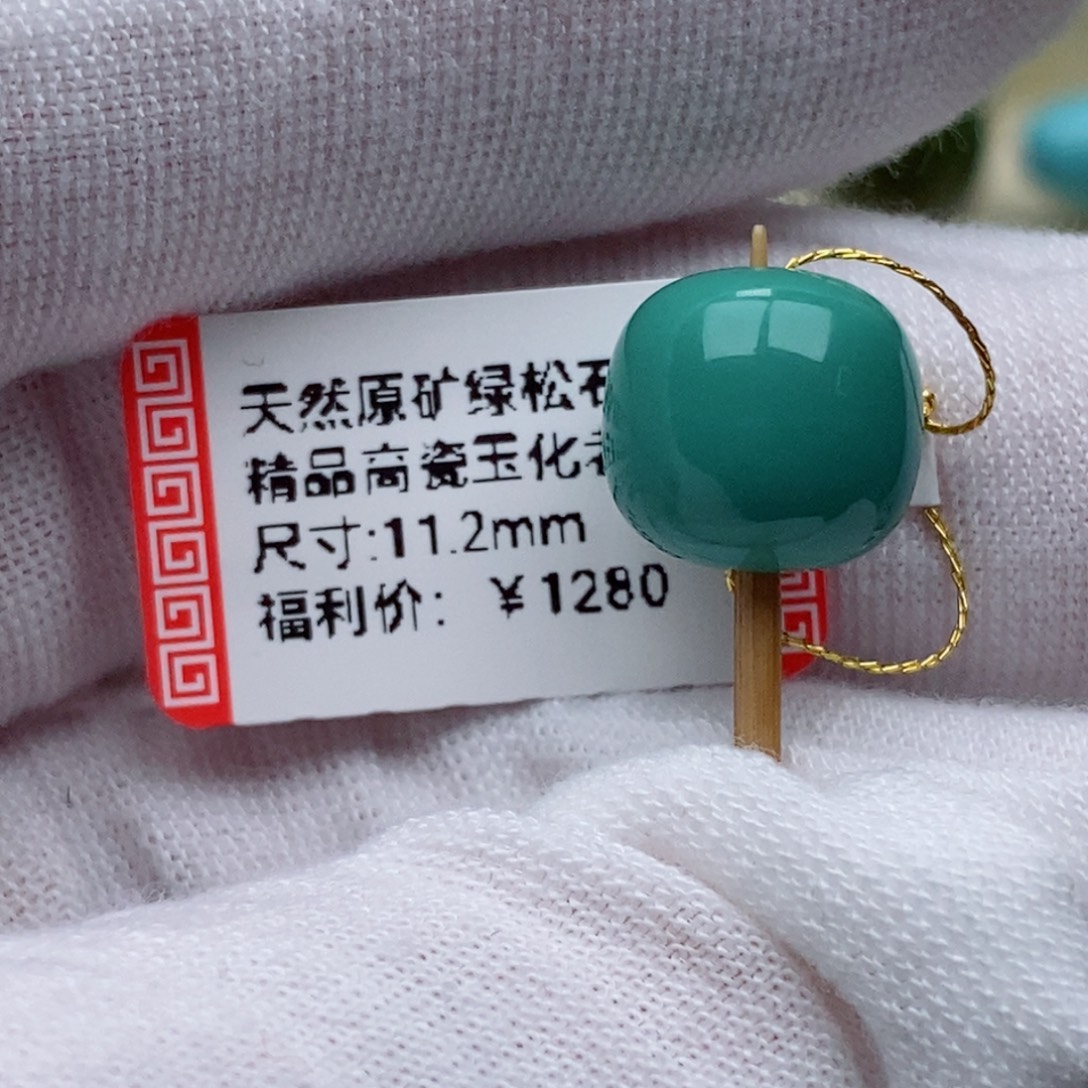 天然原矿绿松石
精品高瓷玉化
尺寸:11.2mm
福利价: ¥1280